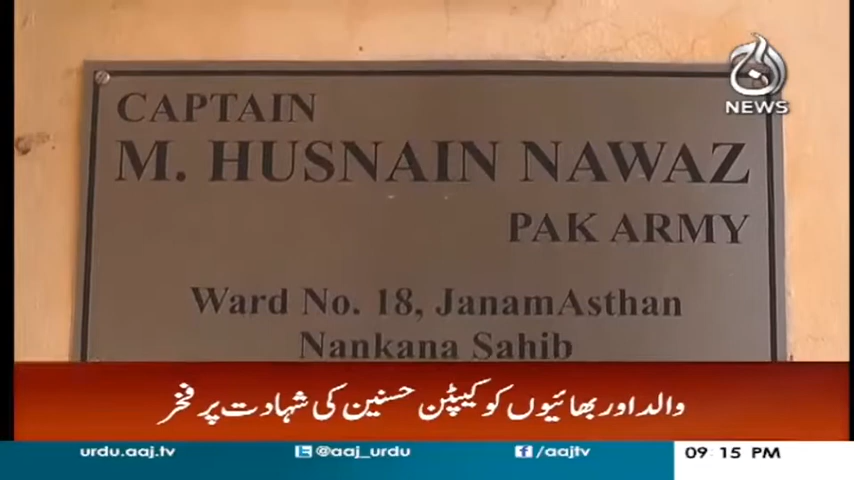 آج
NEWS
CAPTAIN
M. HUSNAIN NAWAZ
PAK ARMY
Ward No. 18, JanamAsthan
Nankana Sahib
والد اور بھائیوں کو کیپٹن حسنین کی شہادت پر فخر
urdu.aaj.tv @aaj_urdu /aajtv 09 15 PM